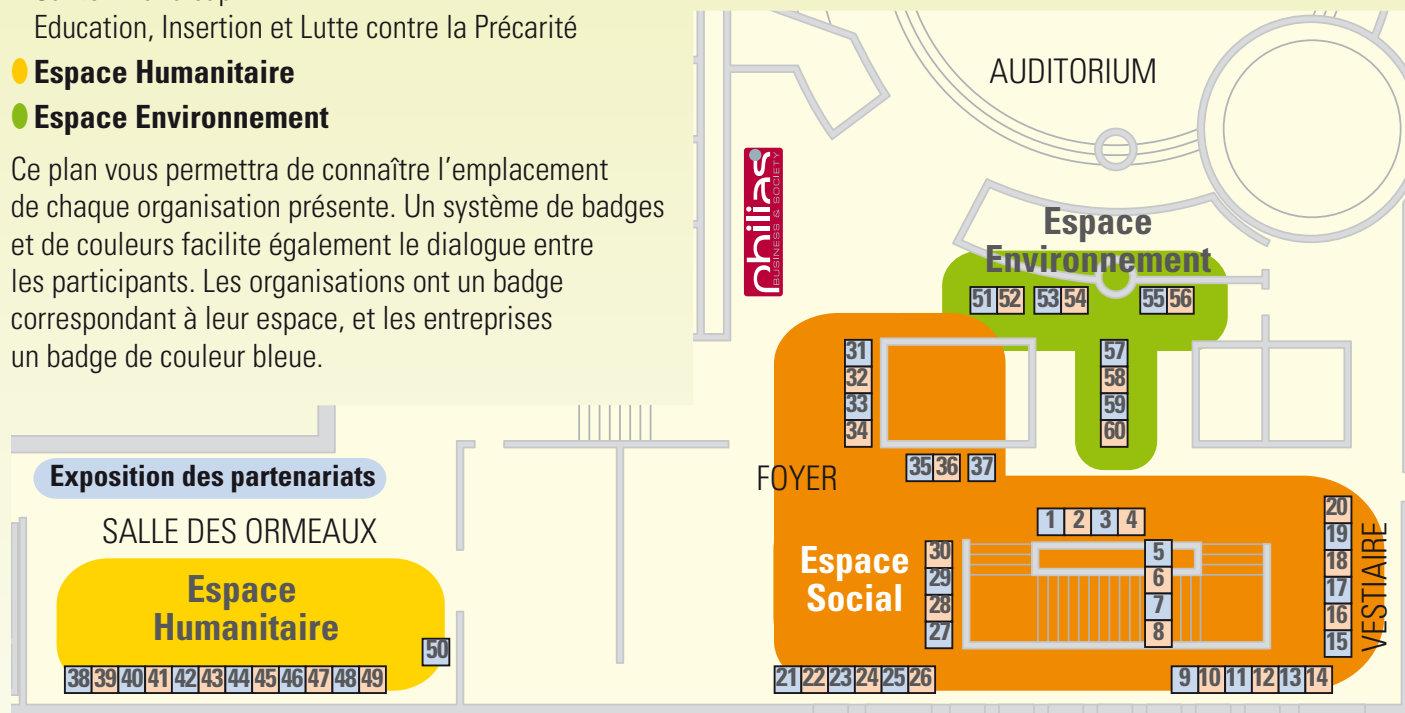 Education, Insertion et Lutte contre la Précarité
Espace Humanitaire
Espace Environnement
Ce plan vous permettra de connaître l'emplacement
de chaque organisation présente. Un système de badges
et de couleurs facilite également le dialogue entre
les participants. Les organisations ont un badge
correspondant à leur espace, et les entreprises
un badge de couleur bleue.
AUDITORIUM
philias
BUSINESS & SOCIETY
Espace
Environnement
51 52 53 54 55 56
57
58
59
60
31
32
33
34
35 36 37
FOYER
Exposition des partenariats
SALLE DES ORMEAUX
Espace
Humanitaire
50
38 39 40 41 42 43 44 45 46 47 48 49
Espace
Social
1 2 3 4
5
6
7
8
30
29
28
27
20
19
18
17
16
15
VESTIAIRE
21 22 23 24 25 26
9 10 11 12 13 14